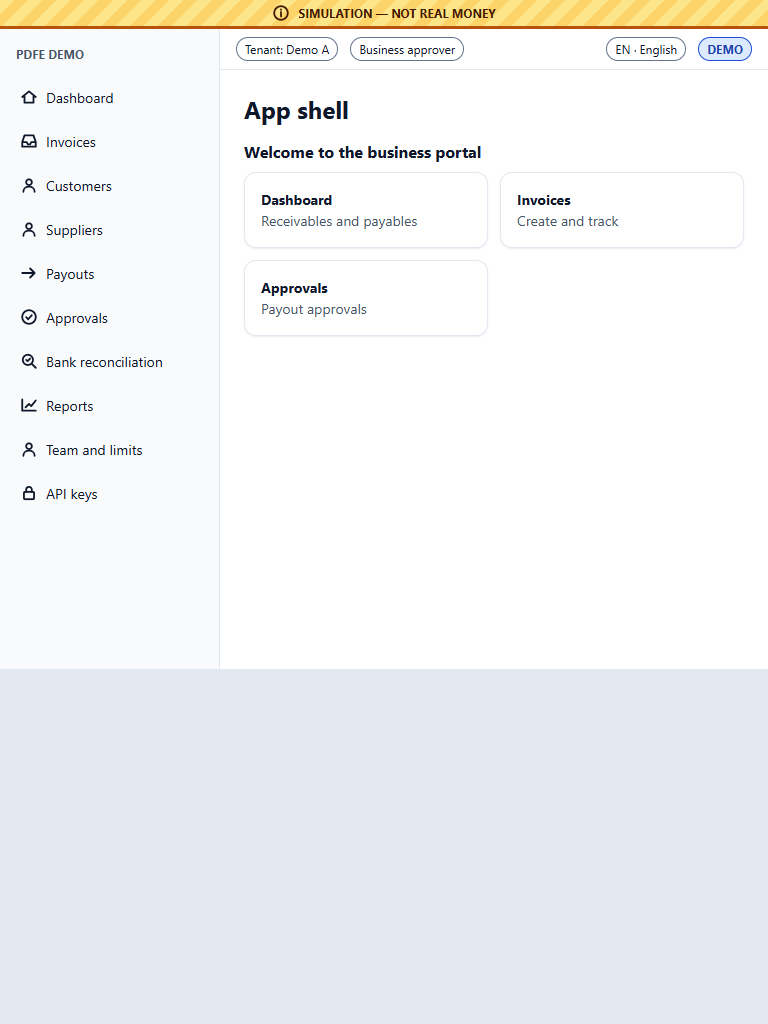 SIMULATION — NOT REAL MONEY
PDFE DEMO
Tenant: Demo A
Business approver
EN · English
DEMO
Dashboard
Invoices
Customers
Suppliers
Payouts
Approvals
Bank reconciliation
Reports
Team and limits
API keys
App shell
Welcome to the business portal
Dashboard
Receivables and payables
Invoices
Create and track
Approvals
Payout approvals